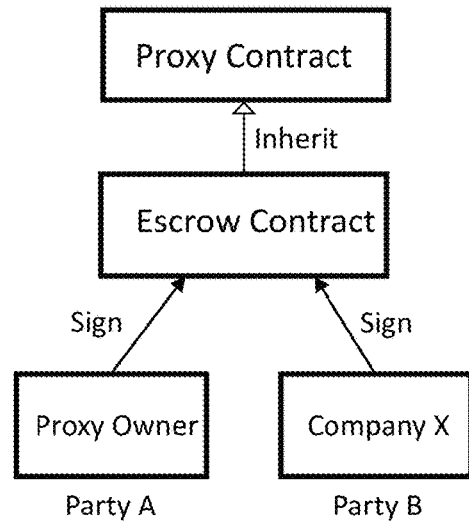 Proxy Contract
Inherit
Escrow Contract
Sign
Sign
Proxy Owner
Company X
Party A
Party B